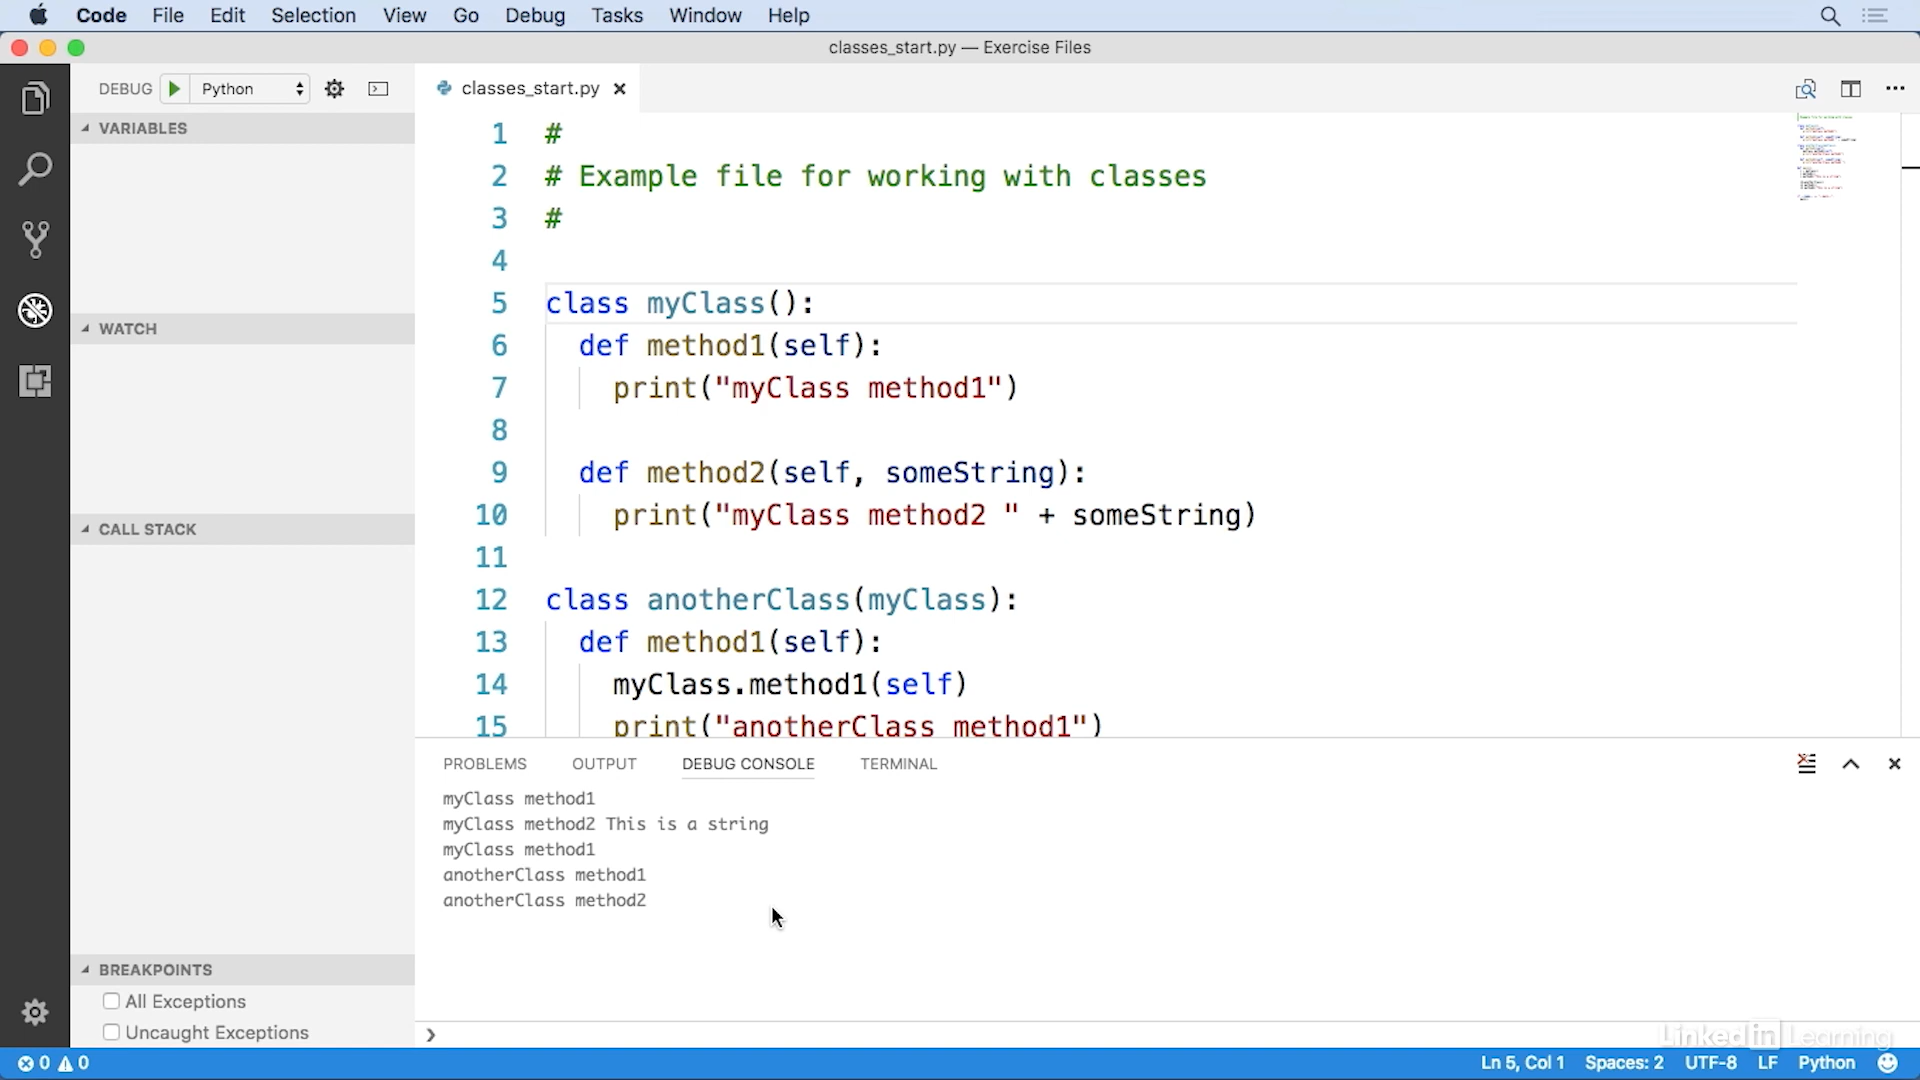 Code File Edit Selection View Go Debug Tasks Window Help
classes_start.py — Exercise Files
DEBUG Python
classes_start.py
VARIABLES
WATCH
CALL STACK
BREAKPOINTS
All Exceptions
Uncaught Exceptions
1 #
2 # Example file for working with classes
3 #
4
5 class myClass():
6 def method1(self):
7 print("myClass method1")
8
9 def method2(self, someString):
10 print("myClass method2 " + someString)
11
12 class anotherClass(myClass):
13 def method1(self):
14 myClass.method1(self)
15 print("anotherClass method1")
PROBLEMS OUTPUT DEBUG CONSOLE TERMINAL
myClass method1
myClass method2 This is a string
myClass method1
anotherClass method1
anotherClass method2
Linked in Learning
0 0 Ln 5, Col 1 Spaces: 2 UTF-8 LF Python